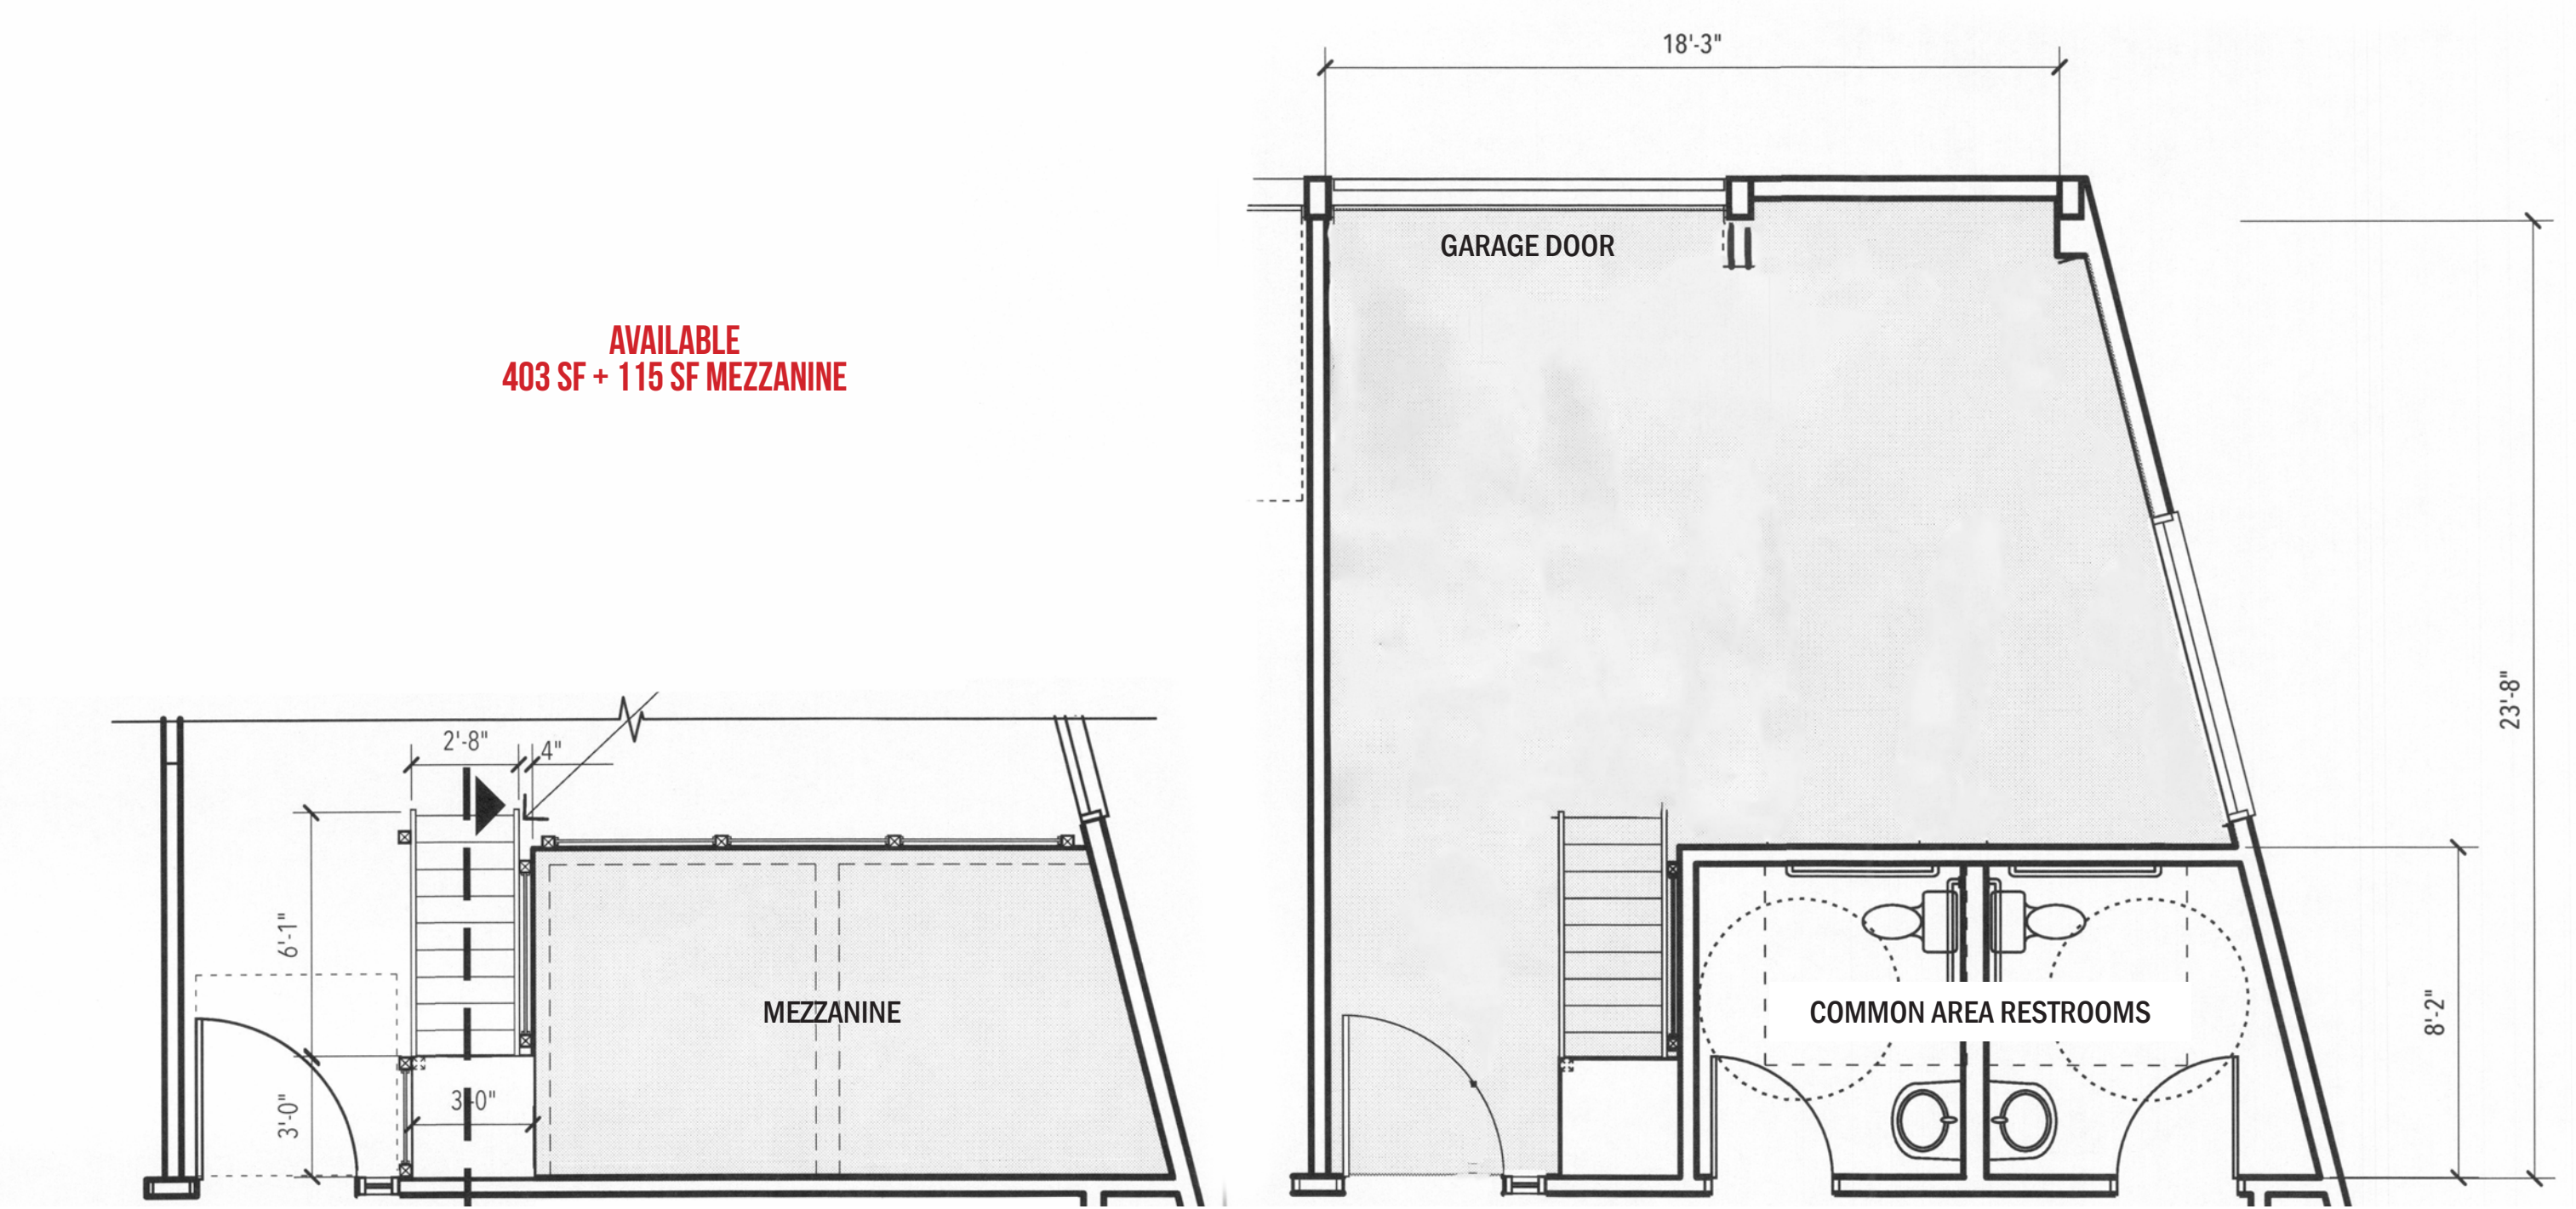 18'-3"
GARAGE DOOR
AVAILABLE
403 SF + 115 SF MEZZANINE
23'-8"
2'-8"
4"
6'-1"
MEZZANINE
COMMON AREA RESTROOMS
8'-2"
3'-0"
3'-0"